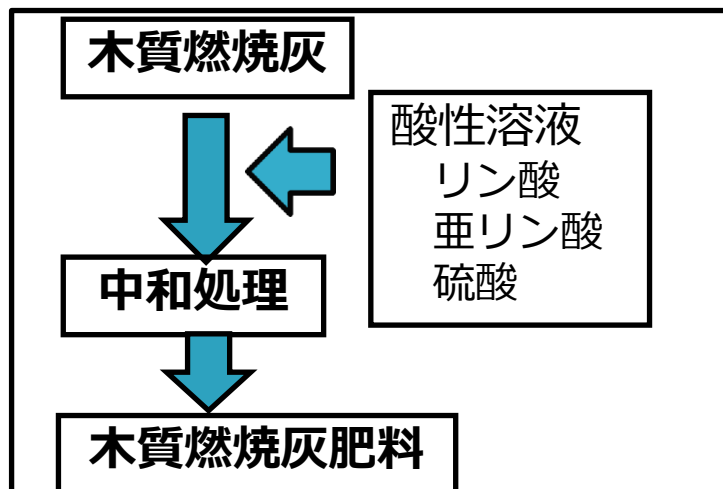 木質燃焼灰
酸性溶液
リン酸
亜リン酸
硫酸
中和処理
木質燃焼灰肥料